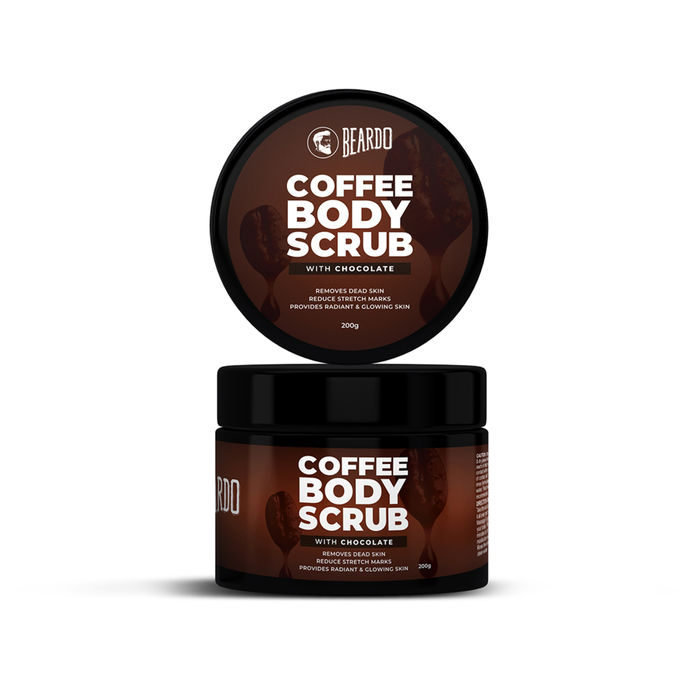 BEARDO
COFFEE
BODY
SCRUB
WITH CHOCOLATE
REMOVES DEAD SKIN
REDUCE STRETCH MARKS
PROVIDES RADIANT & GLOWING SKIN
200g
ARDO
COFFEE
BODY
SCRUB
WITH CHOCOLATE
REMOVES DEAD SKIN
REDUCE STRETCH MARKS
PROVIDES RADIANT & GLOWING SKIN
200g
CAUTION: